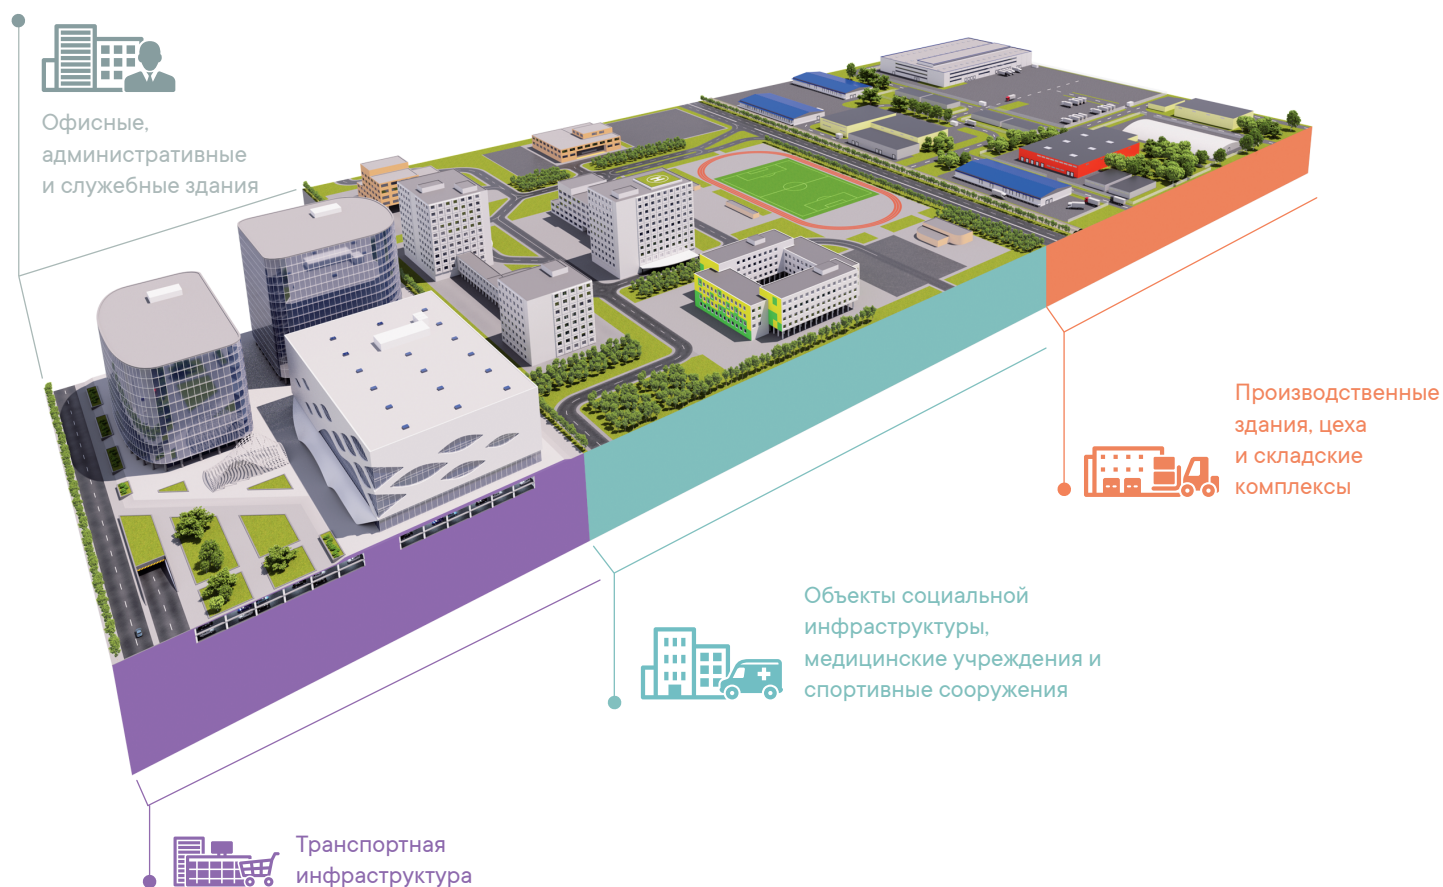 Офисные,
административные
и служебные здания
Производственные
здания, цеха
и складские
комплексы
Объекты социальной
инфраструктуры,
медицинские учреждения и
спортивные сооружения
Транспортная
инфраструктура